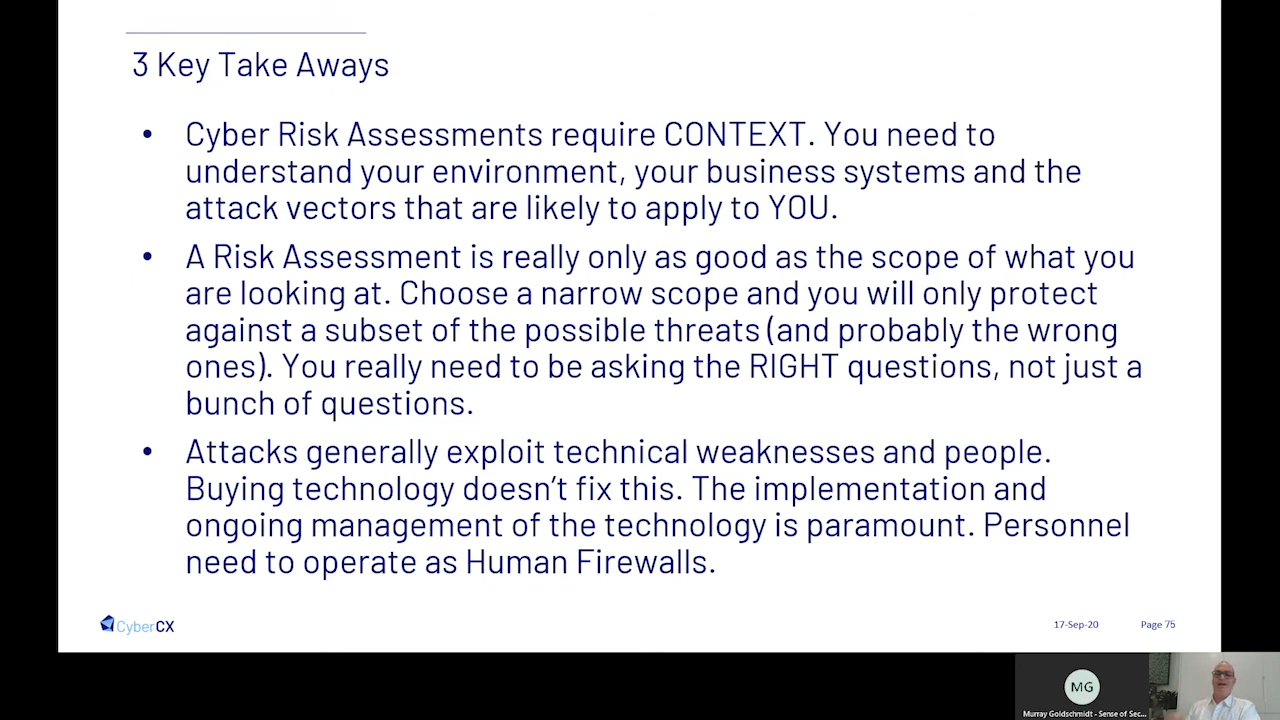 3 Key Take Aways
• Cyber Risk Assessments require CONTEXT. You need to
understand your environment, your business systems and the
attack vectors that are likely to apply to YOU.
• A Risk Assessment is really only as good as the scope of what you
are looking at. Choose a narrow scope and you will only protect
against a subset of the possible threats (and probably the wrong
ones). You really need to be asking the RIGHT questions, not just a
bunch of questions.
• Attacks generally exploit technical weaknesses and people.
Buying technology doesn’t fix this. The implementation and
ongoing management of the technology is paramount. Personnel
need to operate as Human Firewalls.
CyberCX
17-Sep-20 Page 75
MG
Murray Goldschmidt - Sense of Sec...